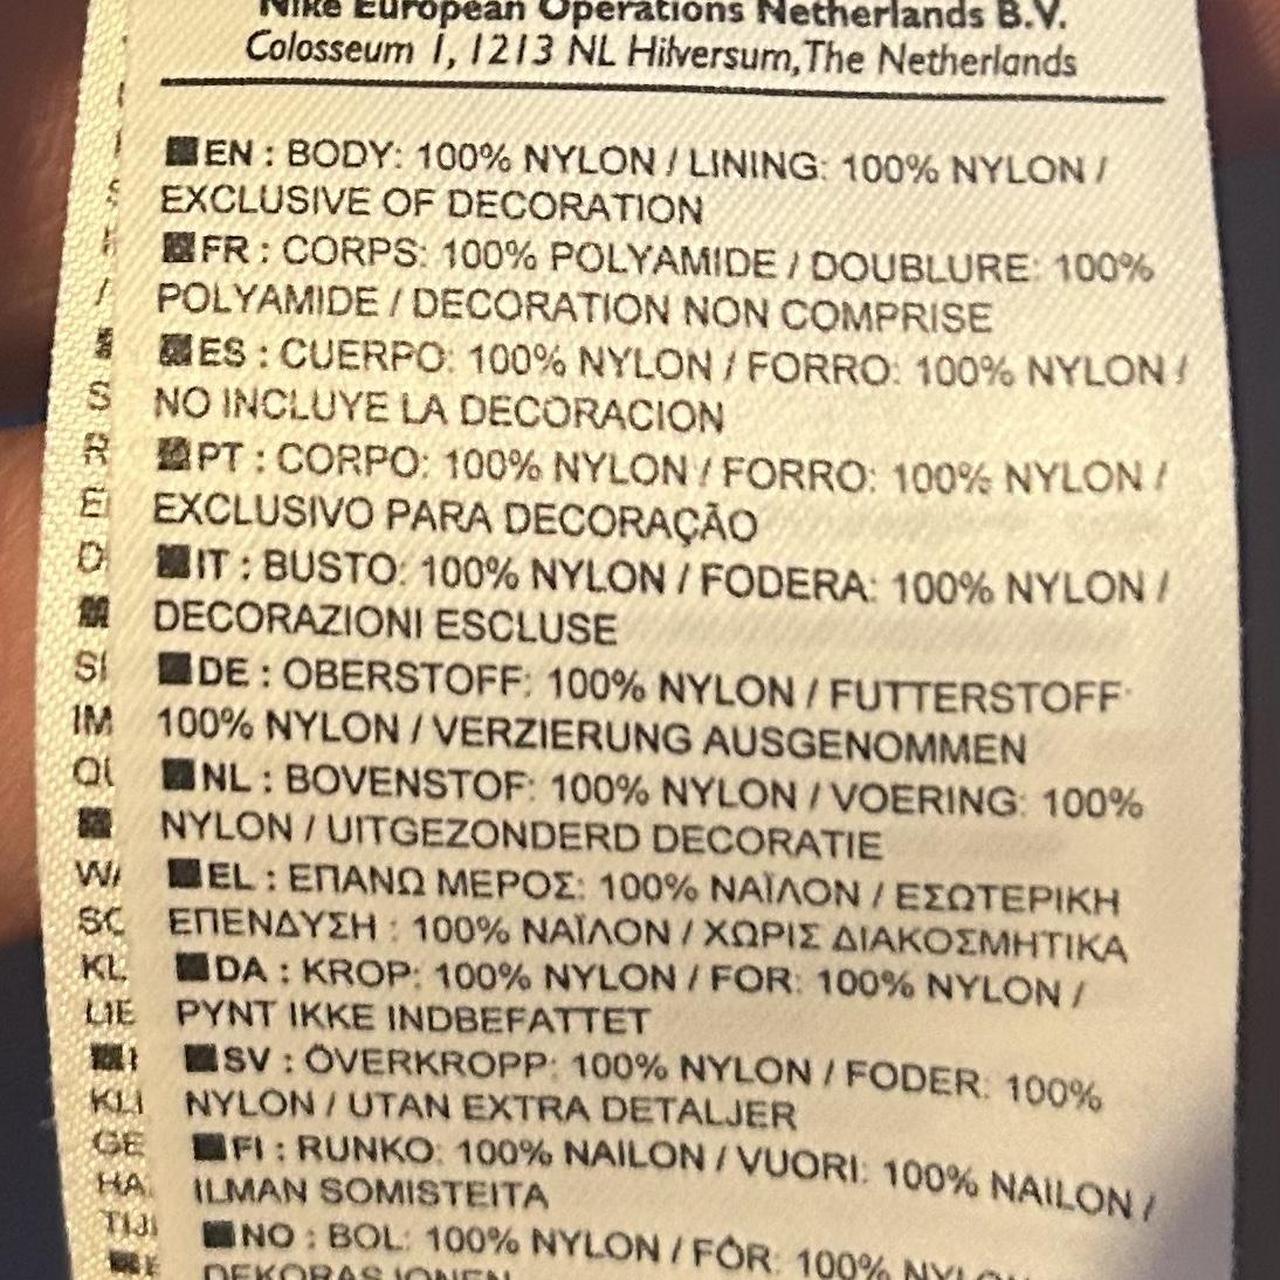 Nike European Operations Netherlands B.V.
Colosseum 1, 1213 NL Hilversum, The Netherlands
EN : BODY: 100% NYLON / LINING: 100% NYLON /
EXCLUSIVE OF DECORATION
FR : CORPS: 100% POLYAMIDE / DOUBLURE: 100%
POLYAMIDE / DECORATION NON COMPRISE
ES : CUERPO: 100% NYLON / FORRO: 100% NYLON /
NO INCLUYE LA DECORACION
PT : CORPO: 100% NYLON / FORRO: 100% NYLON /
EXCLUSIVO PARA DECORAÇÃO
IT : BUSTO: 100% NYLON / FODERA: 100% NYLON /
DECORAZIONI ESCLUSE
DE : OBERSTOFF: 100% NYLON / FUTTERSTOFF:
100% NYLON / VERZIERUNG AUSGENOMMEN
NL : BOVENSTOF: 100% NYLON / VOERING: 100%
NYLON / UITGEZONDERD DECORATIE
EL : ΕΠΑΝΩ ΜΕΡΟΣ: 100% ΝΑΪΛΟΝ / ΕΣΩΤΕΡΙΚΗ
ΕΠΕΝΔΥΣΗ : 100% ΝΑΪΛΟΝ / ΧΩΡΙΣ ΔΙΑΚΟΣΜΗΤΙΚΑ
DA : KROP: 100% NYLON / FOR: 100% NYLON /
PYNT IKKE INDBEFATTET
SV : ÖVERKROPP: 100% NYLON / FODER: 100%
NYLON / UTAN EXTRA DETALJER
FI : RUNKO: 100% NAILON / VUORI: 100% NAILON /
ILMAN SOMISTEITA
NO : BOL: 100% NYLON / FÔR: 100% NYLON
DEKORASJONEN